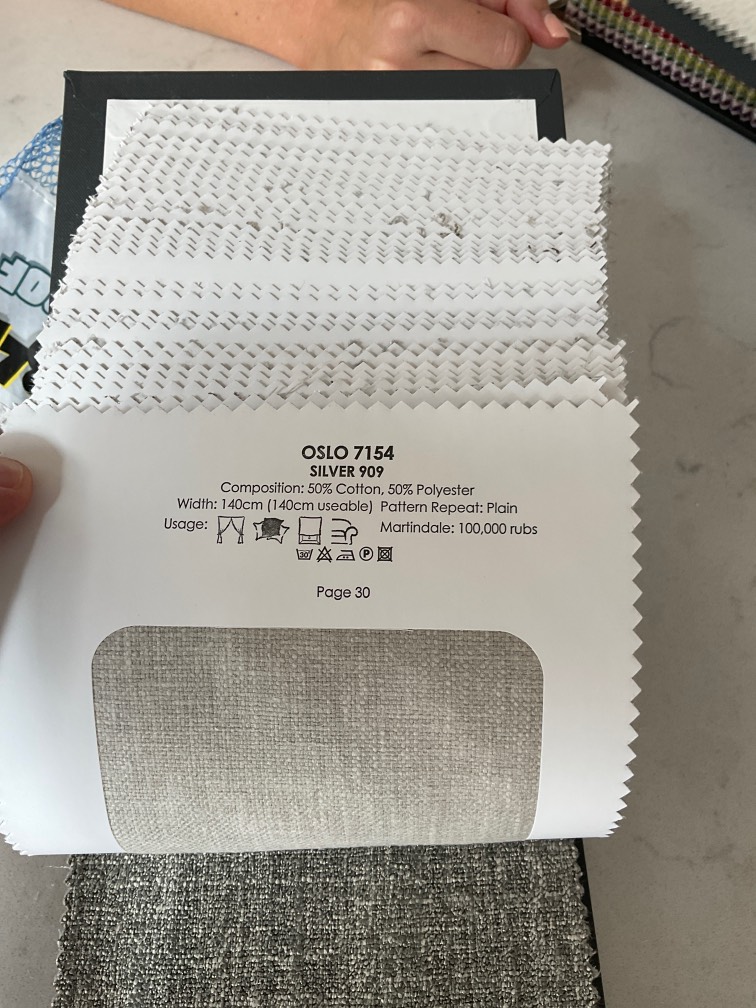 OSLO 7154
SILVER 909
Composition: 50% Cotton, 50% Polyester
Width: 140cm (140cm useable) Pattern Repeat: Plain
Usage: Martindale: 100,000 rubs
30° P
Page 30